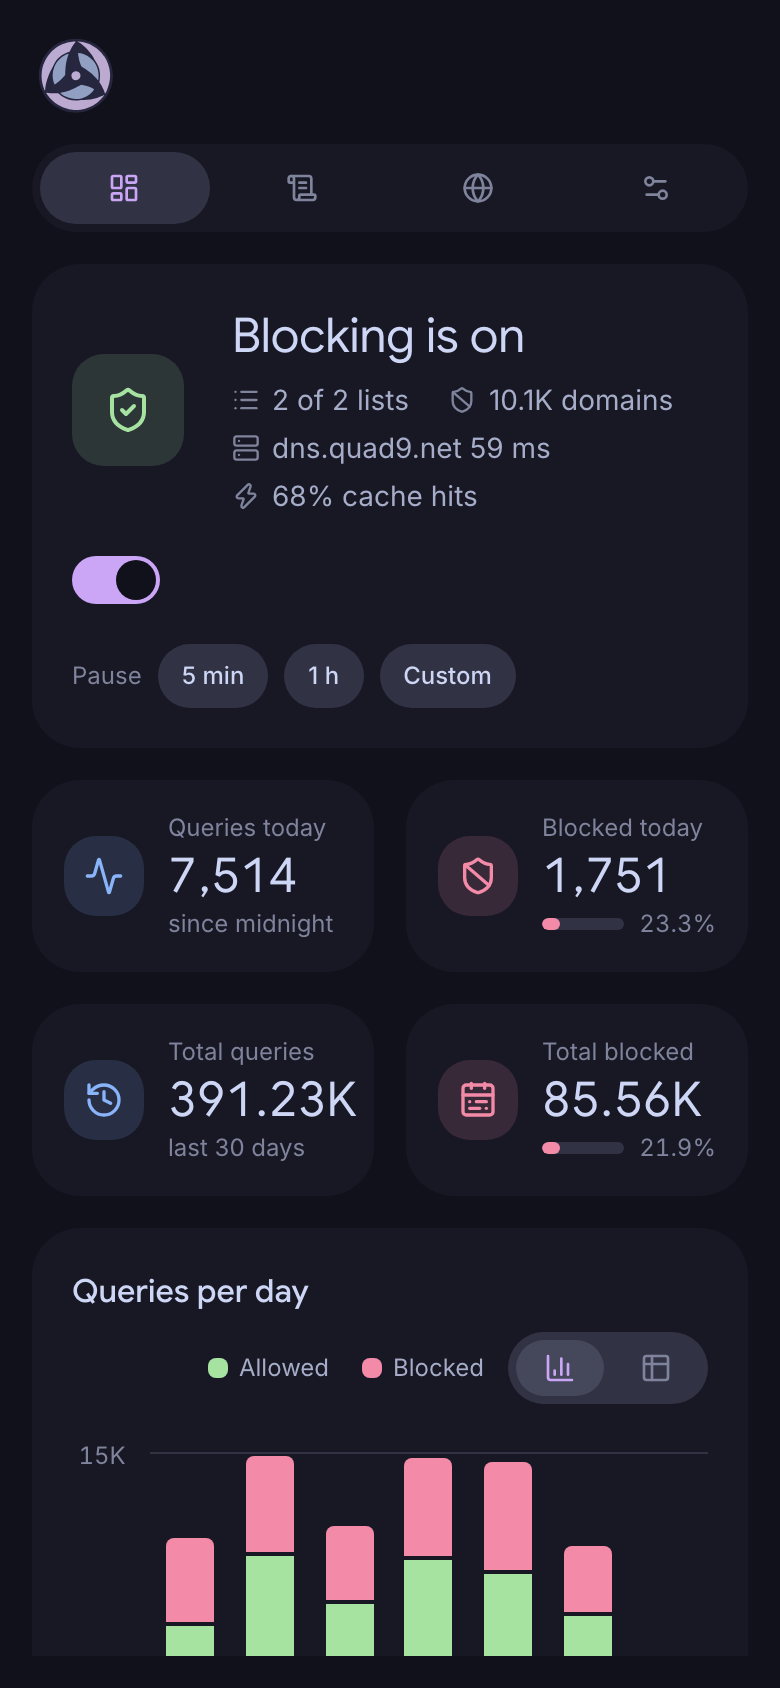 Blocking is on
2 of 2 lists 10.1K domains
dns.quad9.net 59 ms
68% cache hits
Pause 5 min 1 h Custom
Queries today
7,514
since midnight
Blocked today
1,751
23.3%
Total queries
391.23K
last 30 days
Total blocked
85.56K
21.9%
Queries per day
Allowed Blocked
15K